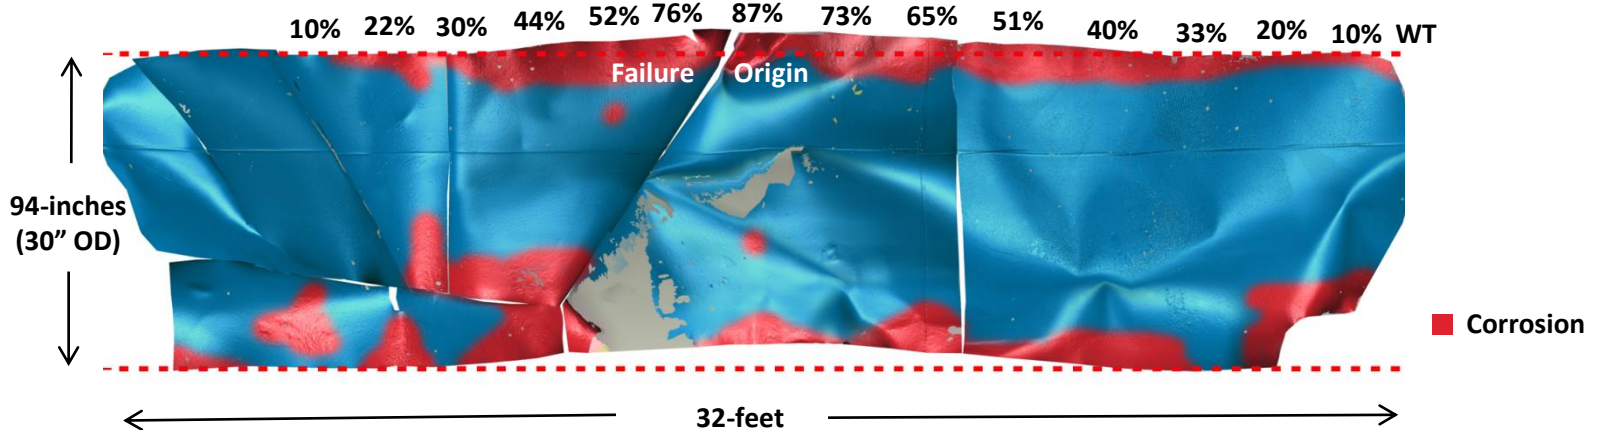 10% 22% 30% 44% 52% 76% 87% 73% 65% 51% 40% 33% 20% 10% WT
Failure Origin
94-inches
(30” OD)
Corrosion
32-feet